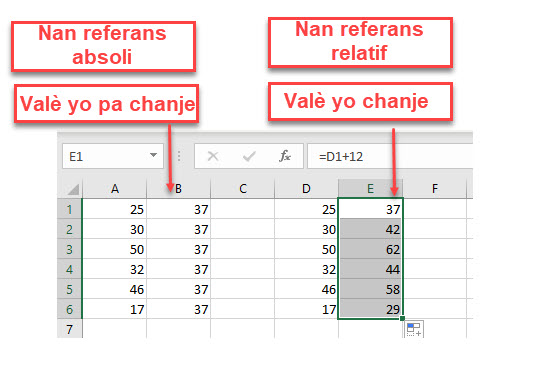 Nan referans
absoli
Nan referans
relatif
Valè yo pa chanje
Valè yo chanje
E1 fx =D1+12
A B C D E F
1 25 37 25 37
2 30 37 30 42
3 50 37 50 62
4 32 37 32 44
5 46 37 46 58
6 17 37 17 29
7